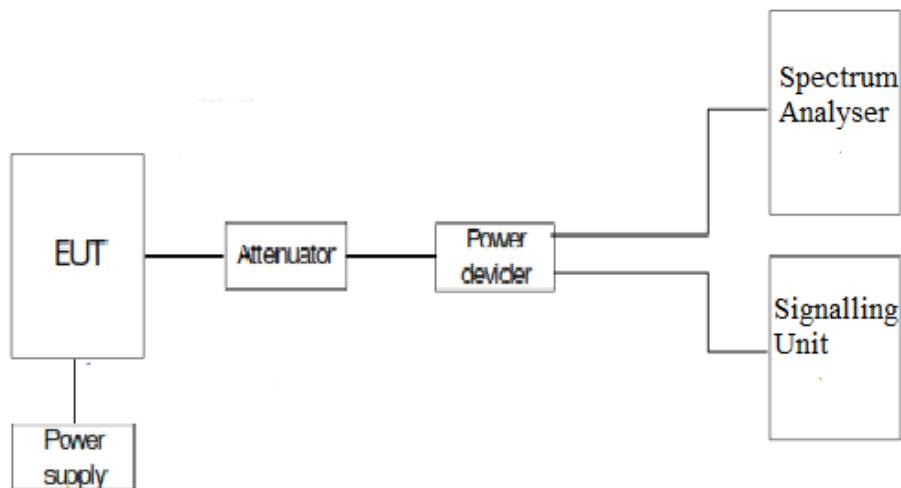 Spectrum
Analyser
EUT
Attenuator
Power
devider
Signalling
Unit
Power
supply